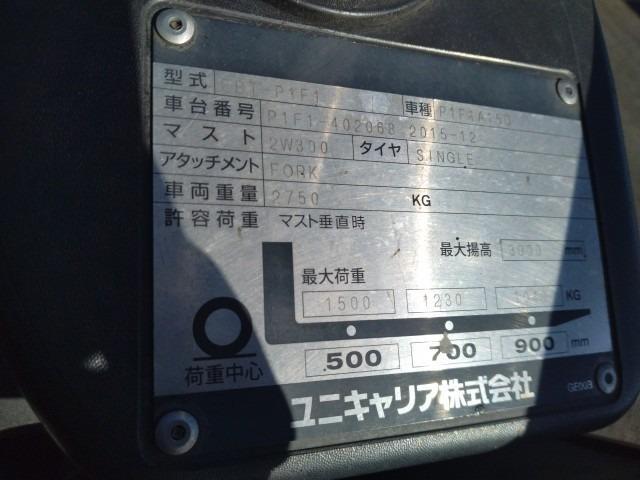 型式 EBT-P1F1 車種 P1F1A15D
車台番号 P1F1-402068 2015-12
マスト 2W300 タイヤ SINGLE
アタッチメント FORK
車両重量 2750 KG
許容荷重 マスト垂直時
最大揚高 3000 mm
最大荷重
1500 1230 KG
500 700 900 mm
荷重中心
ユニキャリア株式会社